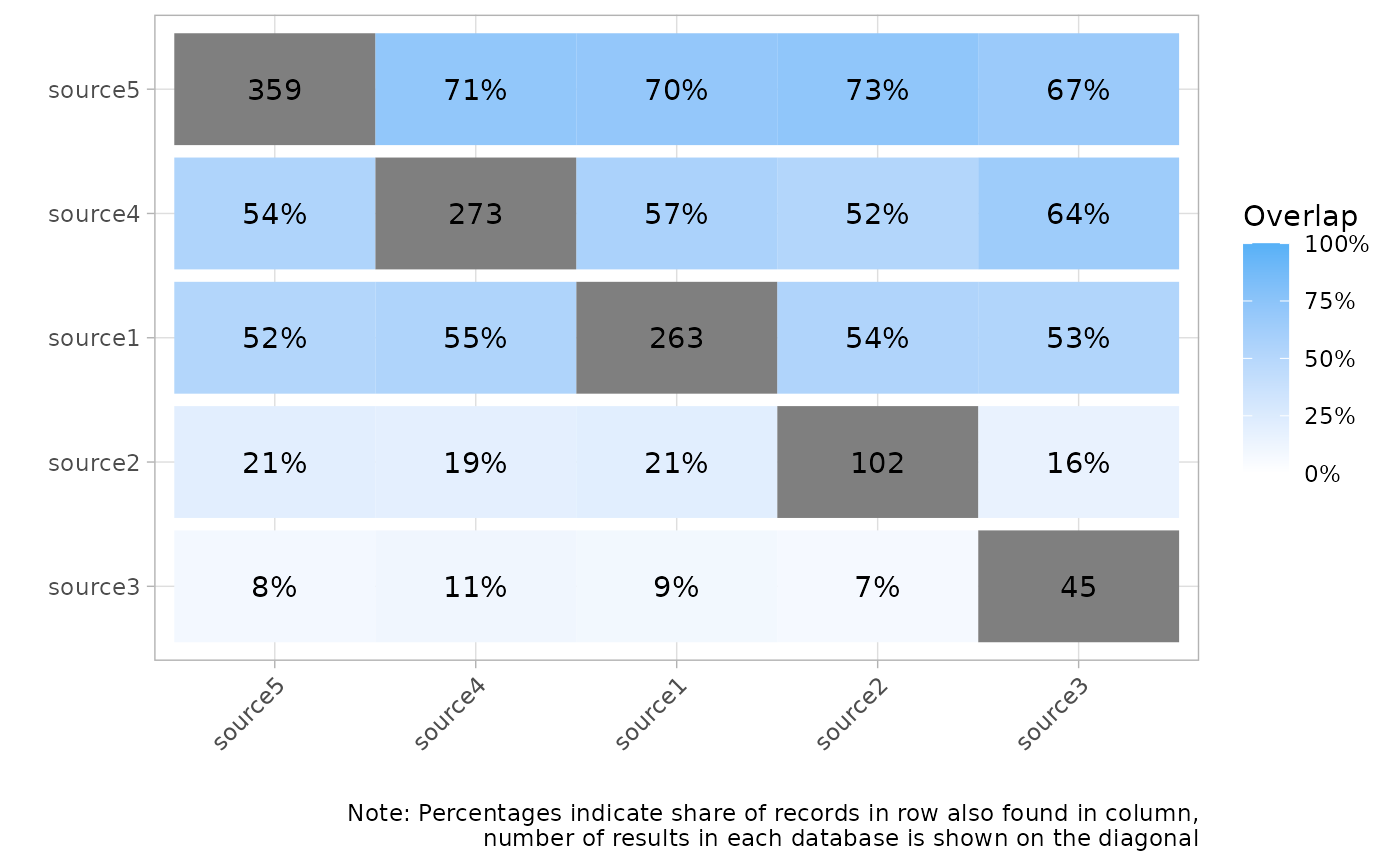 source5 359 71% 70% 73% 67%
source4 54% 273 57% 52% 64%
source1 52% 55% 263 54% 53%
source2 21% 19% 21% 102 16%
source3 8% 11% 9% 7% 45
source5 source4 source1 source2 source3
Overlap
100%
75%
50%
25%
0%
Note: Percentages indicate share of records in row also found in column,
number of results in each database is shown on the diagonal